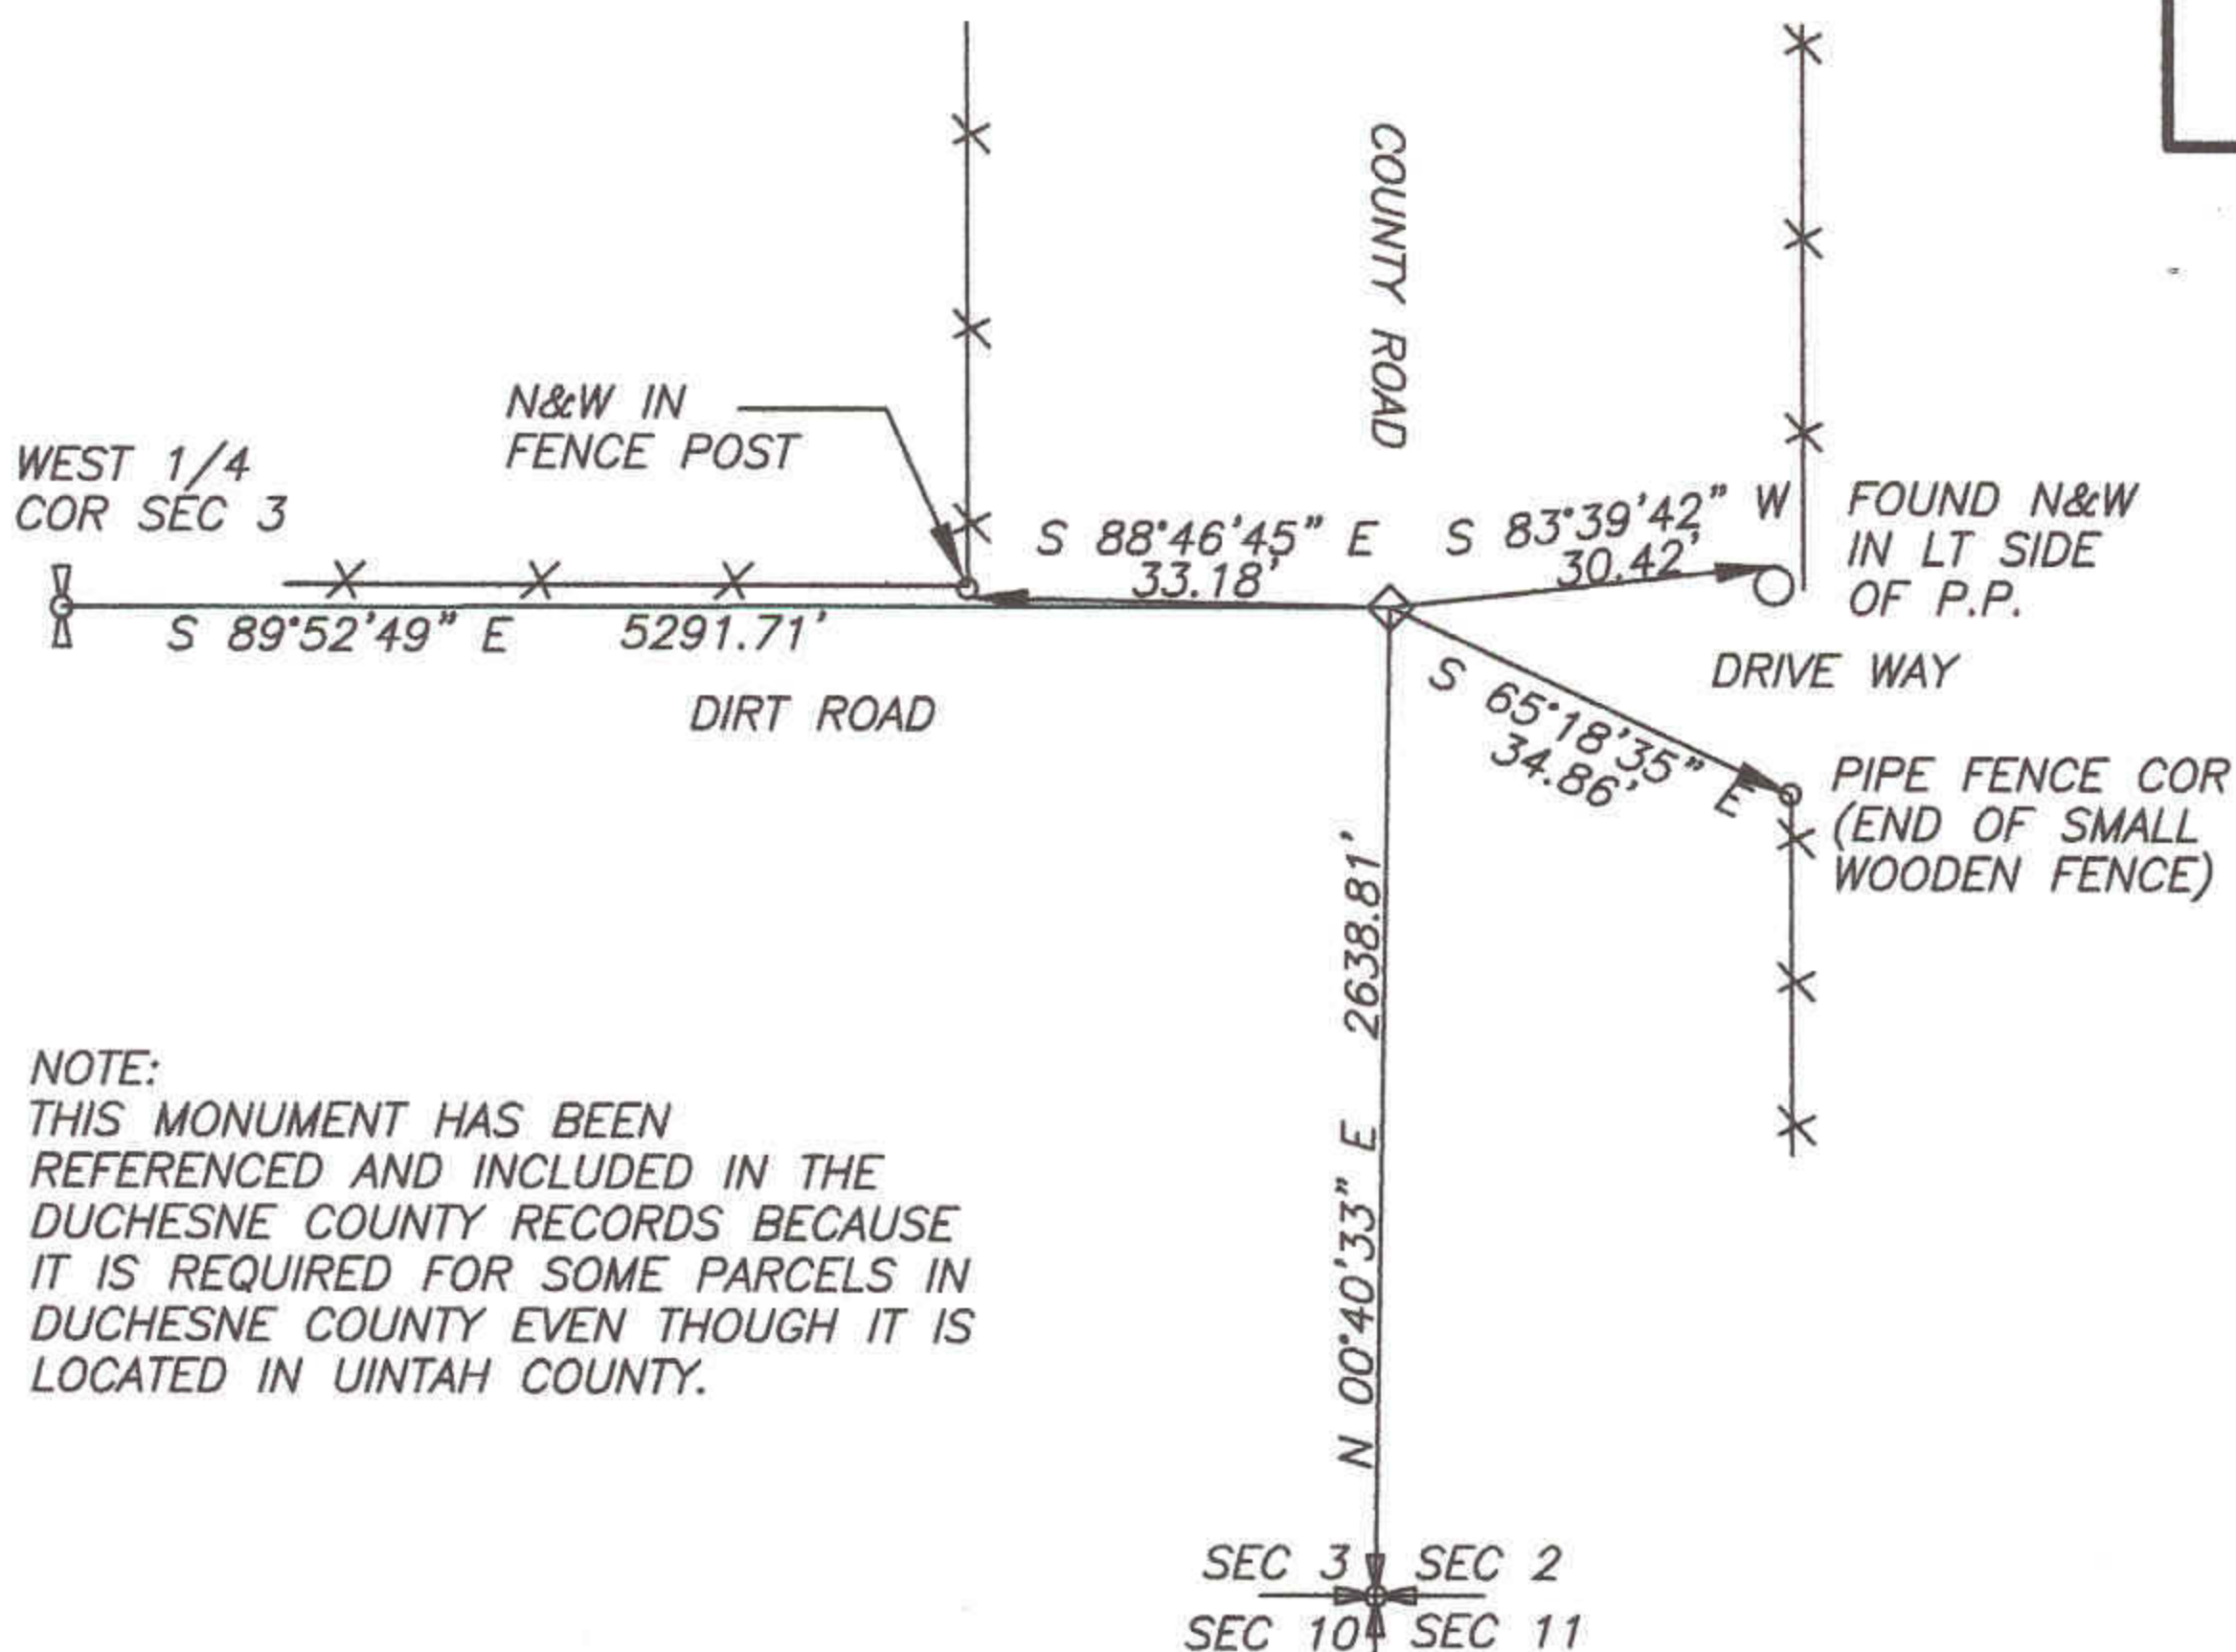 COUNTY ROAD
N&W IN
FENCE POST
WEST 1/4
COR SEC 3
S 88°46'45" E
33.18'
S 83°39'42" W
30.42'
FOUND N&W
IN LT SIDE
OF P.P.
S 89°52'49" E 5291.71'
DRIVE WAY
DIRT ROAD
S 65°18'35" E
34.86'
PIPE FENCE COR
(END OF SMALL
WOODEN FENCE)
N 00°40'33" E 2638.81'
NOTE:
THIS MONUMENT HAS BEEN
REFERENCED AND INCLUDED IN THE
DUCHESNE COUNTY RECORDS BECAUSE
IT IS REQUIRED FOR SOME PARCELS IN
DUCHESNE COUNTY EVEN THOUGH IT IS
LOCATED IN UINTAH COUNTY.
SEC 3 SEC 2
SEC 10 SEC 11